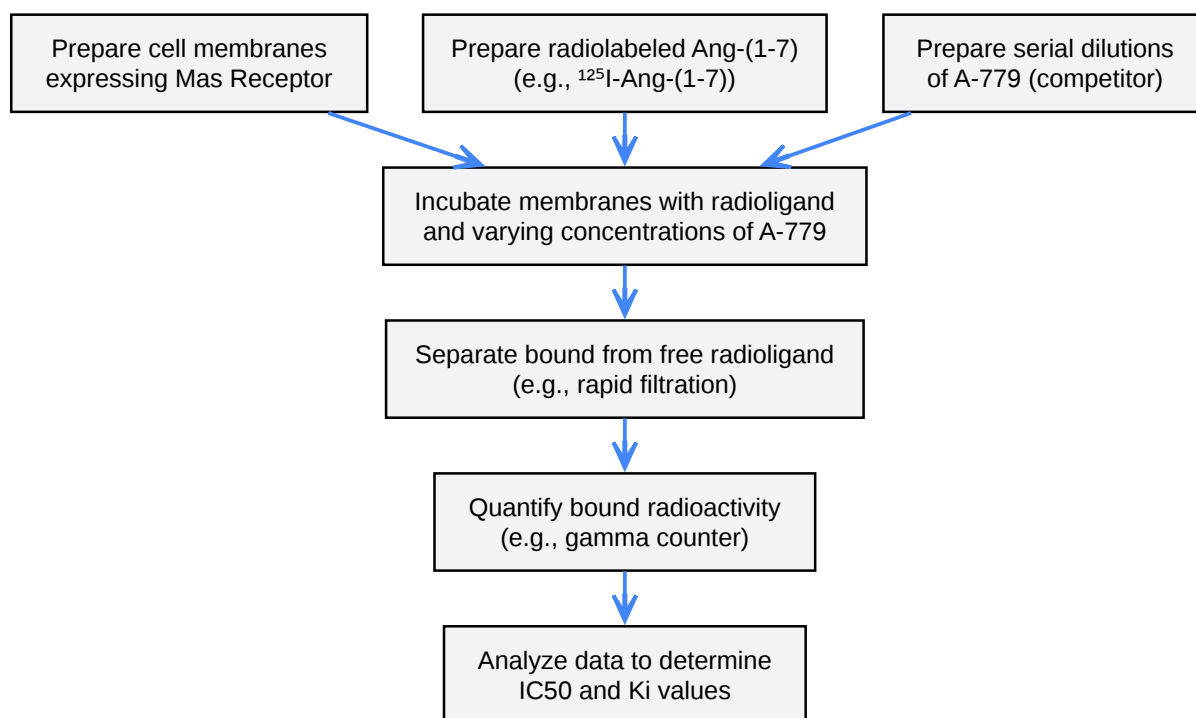 Prepare cell membranes
expressing Mas Receptor
Prepare radiolabeled Ang-(1-7)
(e.g., ¹²⁵I-Ang-(1-7))
Prepare serial dilutions
of A-779 (competitor)
Incubate membranes with radioligand
and varying concentrations of A-779
Separate bound from free radioligand
(e.g., rapid filtration)
Quantify bound radioactivity
(e.g., gamma counter)
Analyze data to determine
IC50 and Ki values